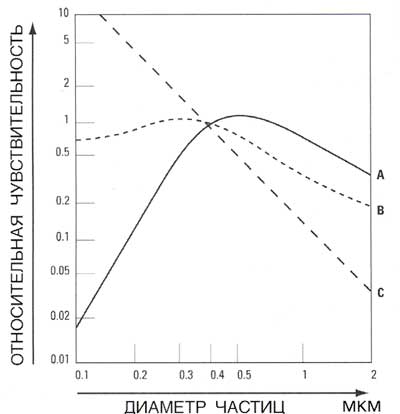 ОТНОСИТЕЛЬНАЯ ЧУВСТВИТЕЛЬНОСТЬ
10
5
2
1
0.5
0.2
0.1
0.05
0.02
0.01
A
B
C
0.1 0.2 0.3 0.4 0.5 1 2
ДИАМЕТР ЧАСТИЦ МКМ